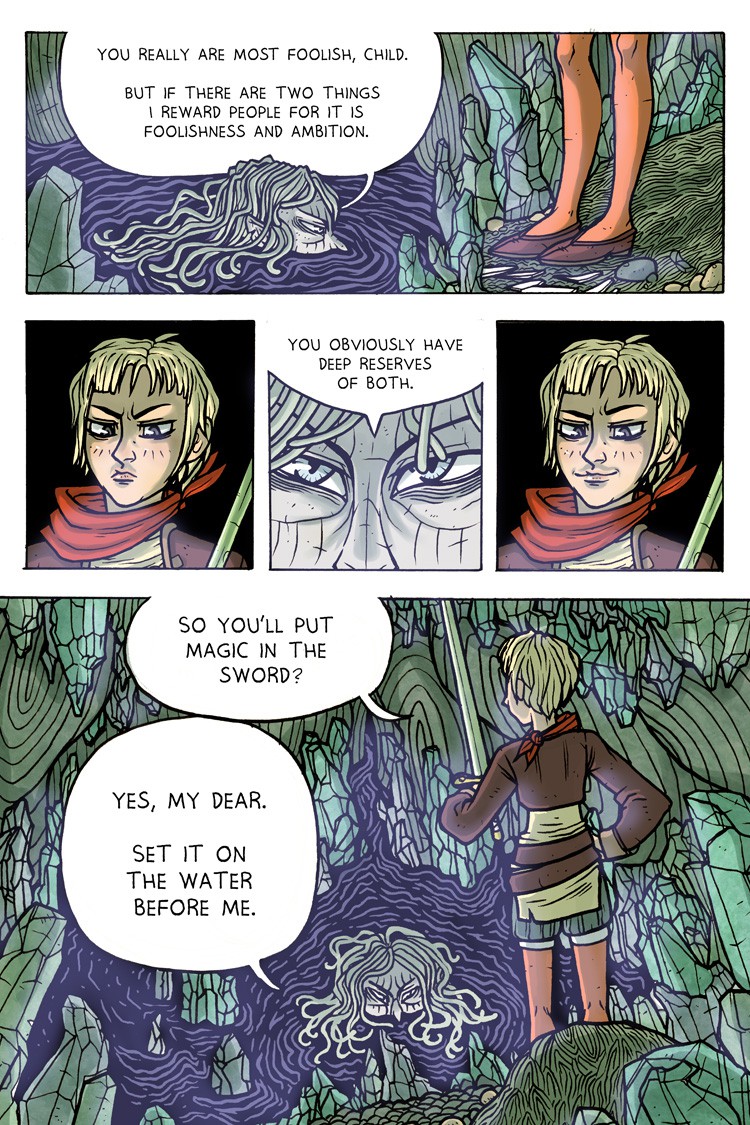 YOU REALLY ARE MOST FOOLISH, CHILD.
BUT IF THERE ARE TWO THINGS
I REWARD PEOPLE FOR IT IS
FOOLISHNESS AND AMBITION.
YOU OBVIOUSLY HAVE
DEEP RESERVES
OF BOTH.
SO YOU'LL PUT
MAGIC IN THE
SWORD?
YES, MY DEAR.
SET IT ON
THE WATER
BEFORE ME.